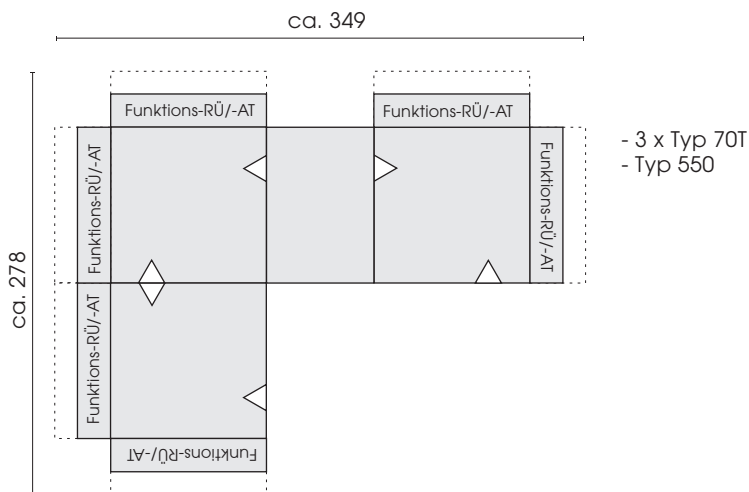 ca. 349
Funktions-RÜ/-AT
Funktions-RÜ/-AT
Funktions-RÜ/-AT
Funktions-RÜ/-AT
- 3 x Typ 70T
- Typ 550
ca. 278
Funktions-RÜ/-AT
Funktions-RÜ/-AT